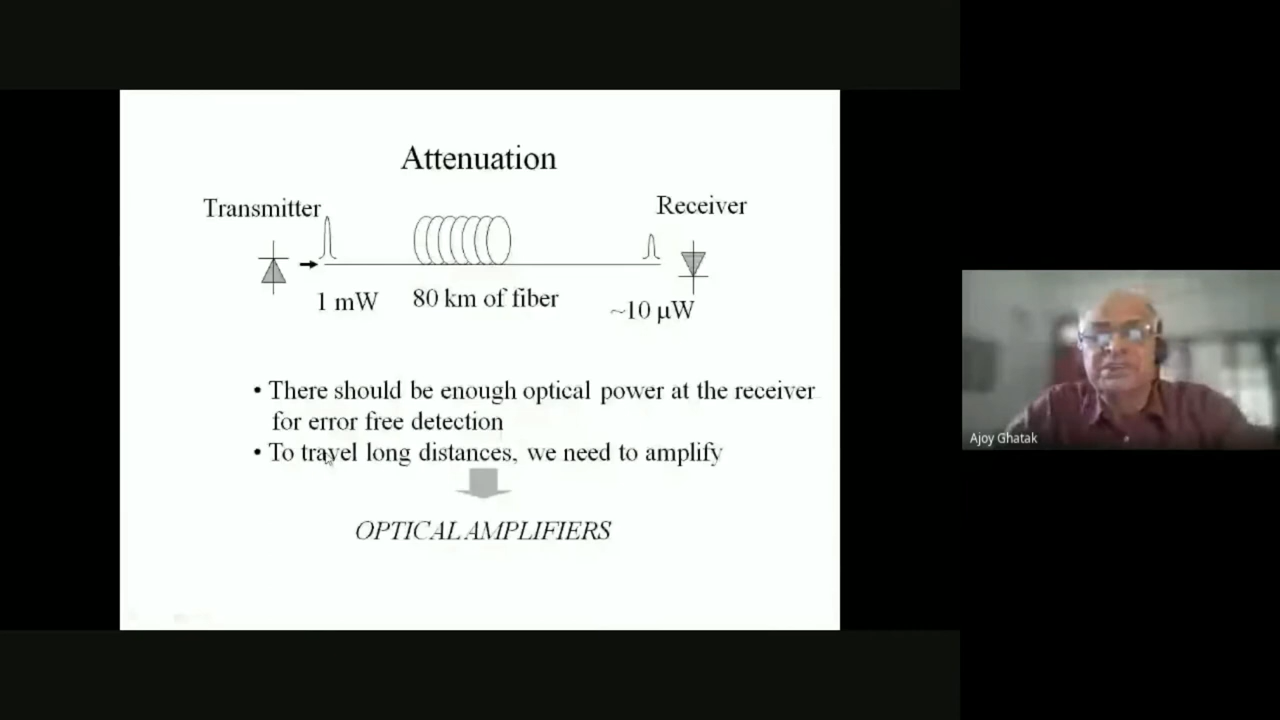 Attenuation
Transmitter
Receiver
1 mW
80 km of fiber
~10 μW
• There should be enough optical power at the receiver
for error free detection
• To travel long distances, we need to amplify
OPTICAL AMPLIFIERS
Ajoy Ghatak